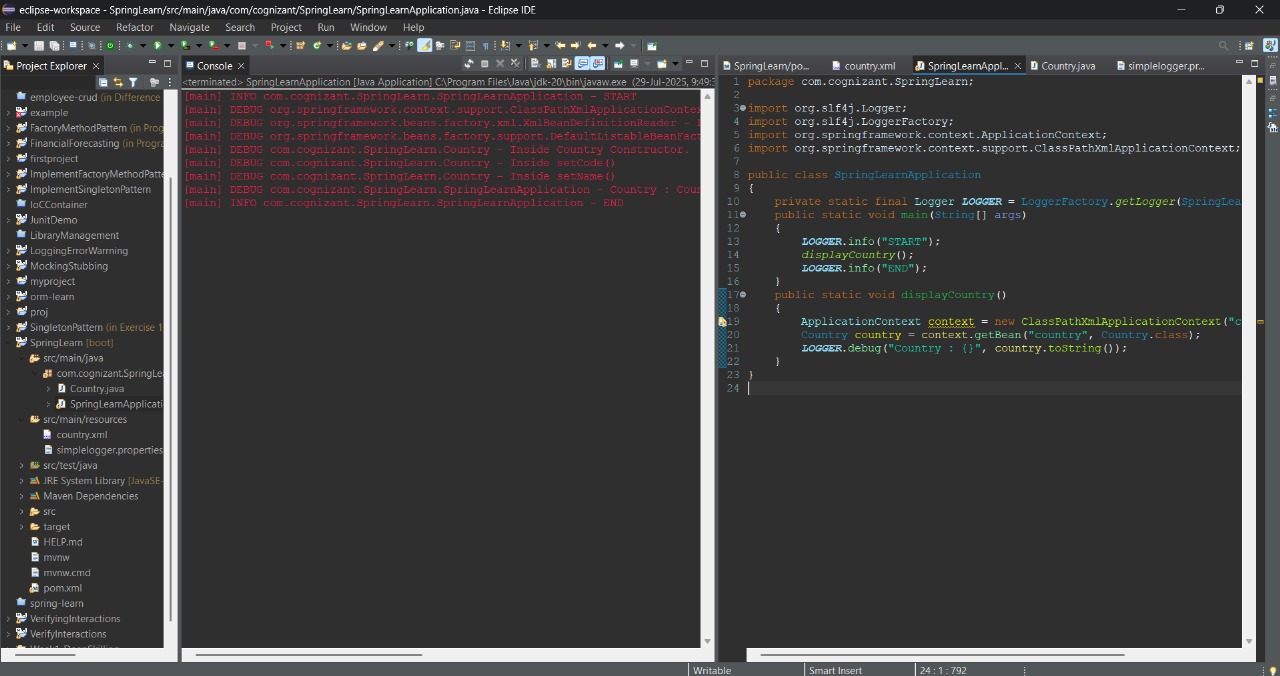 eclipse-workspace - SpringLearn/src/main/java/com/cognizant/SpringLearn/SpringLearnApplication.java - Eclipse IDE
File Edit Source Refactor Navigate Search Project Run Window Help
Project Explorer
employee-crud (in Difference
example
FactoryMethodPattern (in Prog
FinancialForecasting (in Progra
firstproject
ImplementFactoryMethodPatte
ImplementSingletonPattern
IoCContainer
JunitDemo
LibraryManagement
LoggingErrorWarrning
MockingStubbing
myproject
orm-learn
proj
SingletonPattern (in Exercise 1
SpringLearn [boot]
src/main/java
com.cognizant.SpringLea
Country.java
SpringLearnApplicati
src/main/resources
country.xml
simplelogger.properties
src/test/java
JRE System Library [JavaSE-
Maven Dependencies
src
target
HELP.md
mvnw
mvnw.cmd
pom.xml
spring-learn
VerifyingInteractions
VerifyInteractions
Console
<terminated> SpringLearnApplication [Java Application] C:\Program Files\Java\jdk-20\bin\javaw.exe (29-Jul-2025, 9:49:
[main] INFO com.cognizant.SpringLearn.SpringLearnApplication - START
[main] DEBUG org.springframework.context.support.ClassPathXmlApplicationContex
[main] DEBUG org.springframework.beans.factory.xml.XmlBeanDefinitionReader -
[main] DEBUG org.springframework.beans.factory.support.DefaultListableBeanFact
[main] DEBUG com.cognizant.SpringLearn.Country - Inside Country Constructor.
[main] DEBUG com.cognizant.SpringLearn.Country - Inside setCode()
[main] DEBUG com.cognizant.SpringLearn.Country - Inside setName()
[main] DEBUG com.cognizant.SpringLearn.SpringLearnApplication - Country : Cou
[main] INFO com.cognizant.SpringLearn.SpringLearnApplication - END
SpringLearn/po... country.xml SpringLearnAppl... Country.java simplelogger.pr...
1 package com.cognizant.SpringLearn;
2
3 import org.slf4j.Logger;
4 import org.slf4j.LoggerFactory;
5 import org.springframework.context.ApplicationContext;
6 import org.springframework.context.support.ClassPathXmlApplicationContext;
7
8 public class SpringLearnApplication
9 {
10 private static final Logger LOGGER = LoggerFactory.getLogger(SpringLea
11 public static void main(String[] args)
12 {
13 LOGGER.info("START");
14 displayCountry();
15 LOGGER.info("END");
16 }
17 public static void displayCountry()
18 {
19 ApplicationContext context = new ClassPathXmlApplicationContext("c
20 Country country = context.getBean("country", Country.class);
21 LOGGER.debug("Country : {}", country.toString());
22 }
23 }
24
Writable Smart Insert 24 : 1 : 792